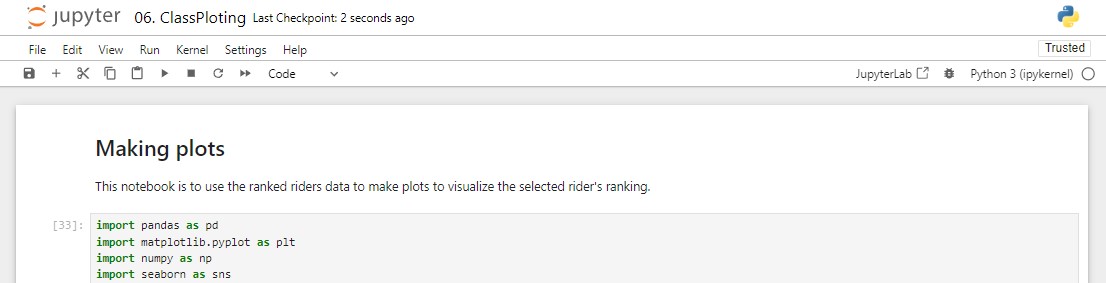 jupyter 06. ClassPloting Last Checkpoint: 2 seconds ago
File Edit View Run Kernel Settings Help Trusted
Code JupyterLab Python 3 (ipykernel)
Making plots
This notebook is to use the ranked riders data to make plots to visualize the selected rider's ranking.
[33]: import pandas as pd
import matplotlib.pyplot as plt
import numpy as np
import seaborn as sns